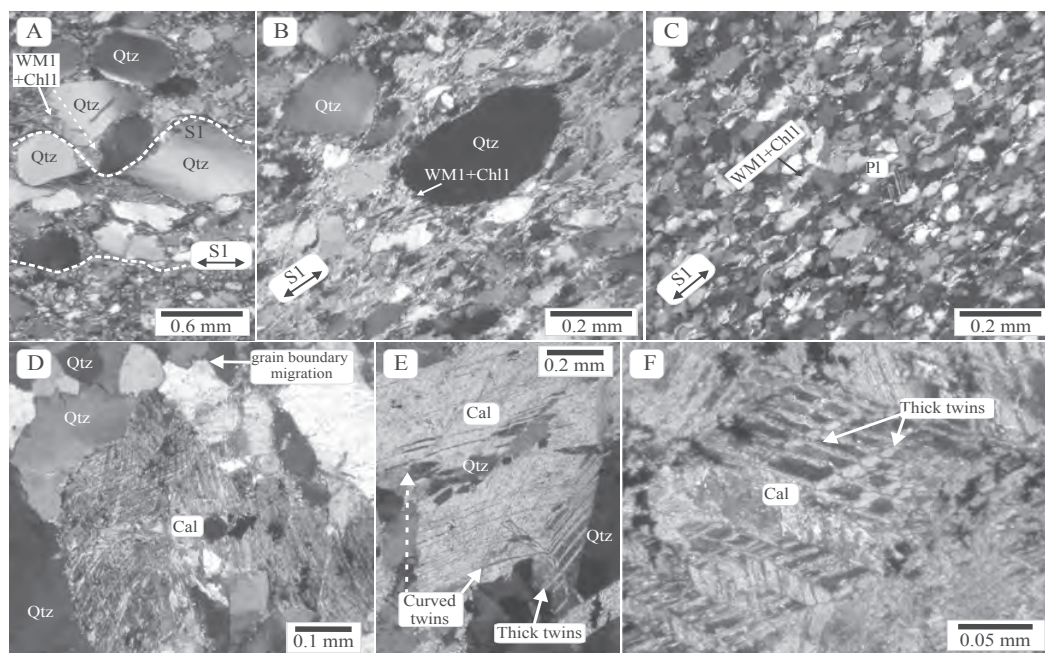 A
WM1
+Chl1
Qtz
Qtz
S1
Qtz
Qtz
S1
0.6 mm
B
Qtz
Qtz
WM1+Chl1
S1
0.2 mm
C
WM1+Chl1
Pl
S1
0.2 mm
D
Qtz
grain boundary
migration
Qtz
Cal
Qtz
0.1 mm
E
0.2 mm
Cal
Qtz
Qtz
Curved
twins
Thick twins
F
Thick twins
Cal
0.05 mm